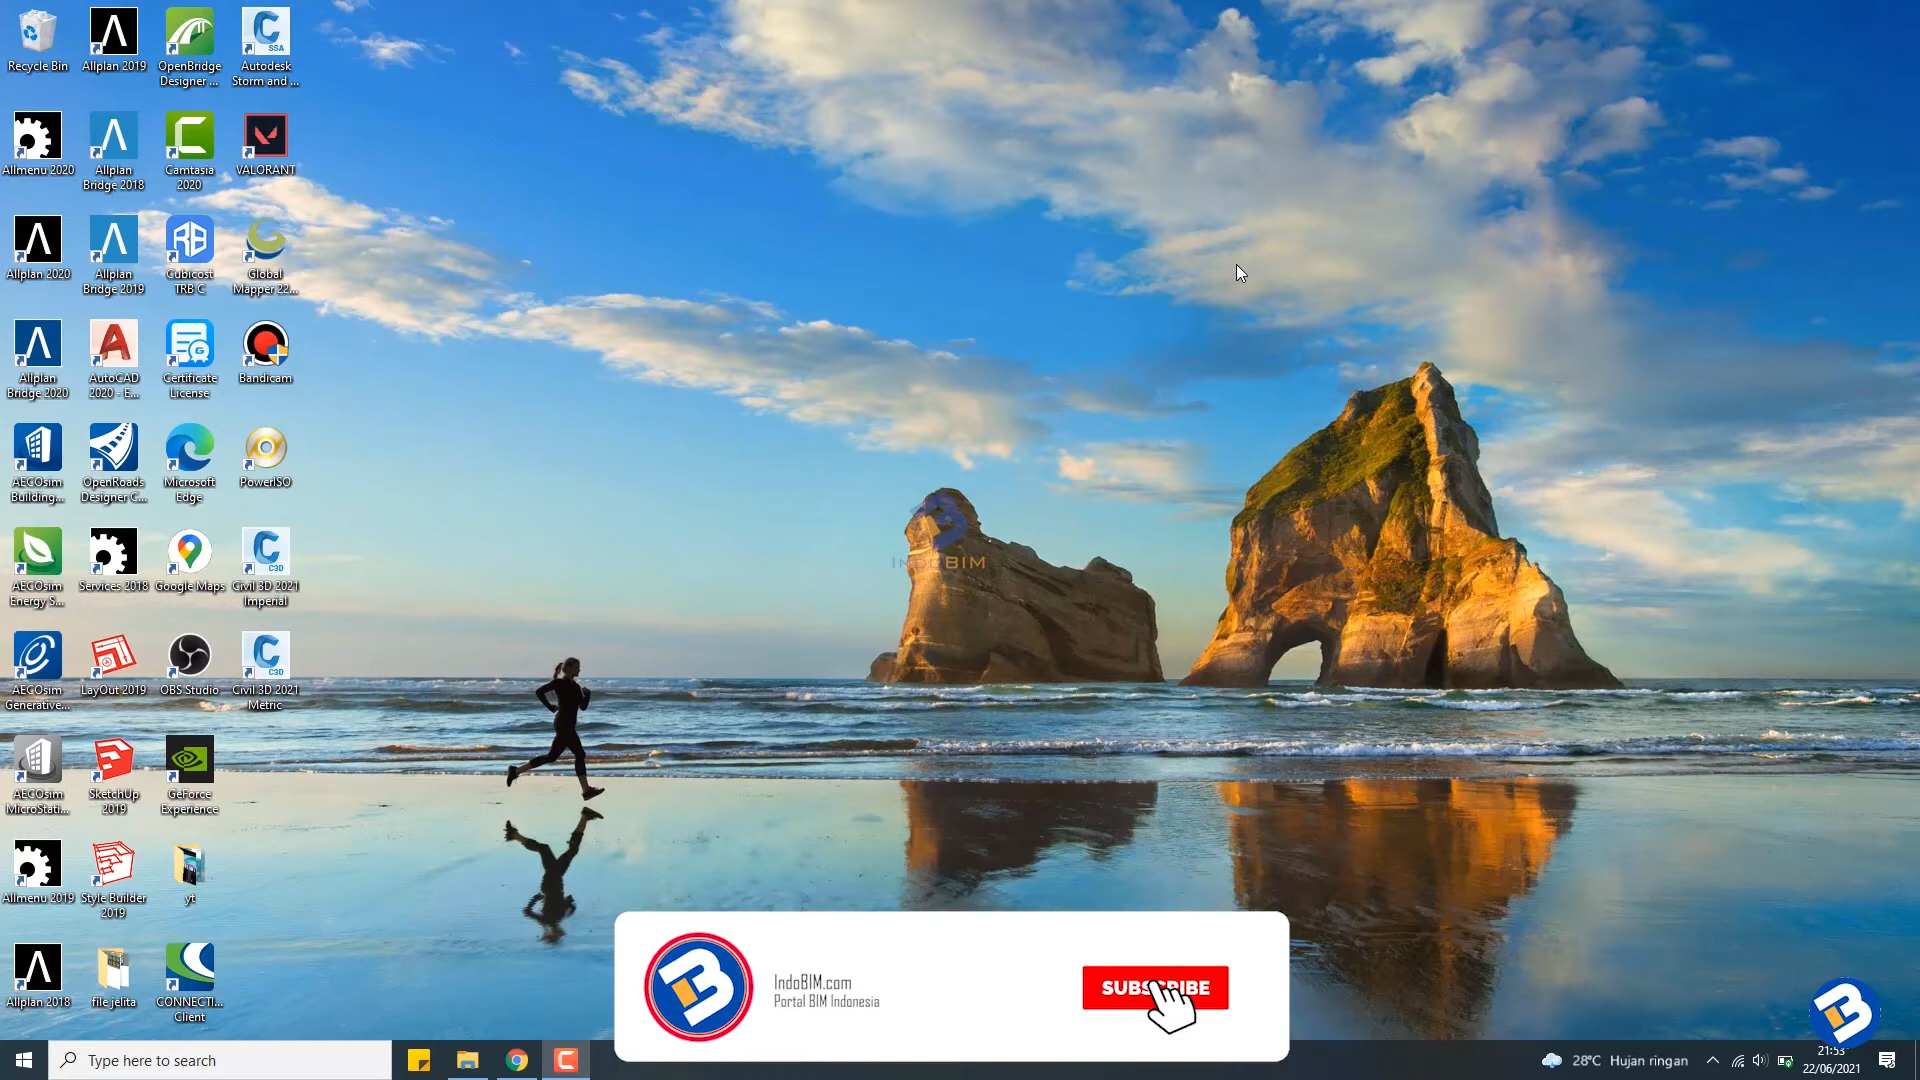 Recycle Bin
Allplan 2019
OpenBridge
Designer ...
SSA
Autodesk
Storm and ...
Allmenu 2020
Allplan
Bridge 2018
Camtasia
2020
VALORANT
Allplan 2020
Allplan
Bridge 2019
Cubicost
TRB C
Global
Mapper 22...
Allplan
Bridge 2020
AutoCAD
2020 - E...
Certificate
License
Bandicam
AECOsim
Building...
OpenRoads
Designer C...
Microsoft
Edge
PowerISO
AECOsim
Energy S...
Services 2018
Google Maps
C3D
Civil 3D 2021
Imperial
AECOsim
Generative...
LayOut 2019
OBS Studio
C3D
Civil 3D 2021
Metric
AECOsim
MicroStati...
SketchUp
2019
GeForce
Experience
Allmenu 2019
Style Builder
2019
yt
Allplan 2018
file jelita
CONNECTI...
Client
INDOBIM
IndoBIM.com
Portal BIM Indonesia
SUBSCRIBE
Type here to search
28°C Hujan ringan
21:53
22/06/2021